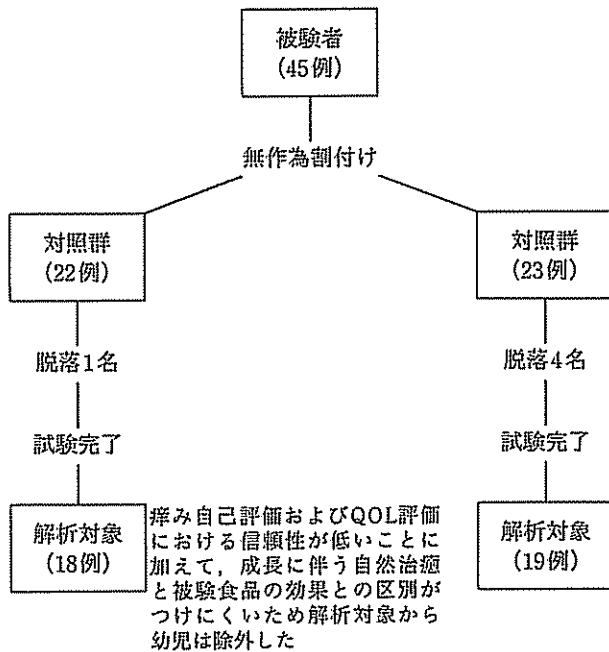 被験者
(45例)
無作為割付け
対照群
(22例)
対照群
(23例)
脱落1名
脱落4名
試験完了
試験完了
解析対象
(18例)
痒み自己評価およびQOL評価
における信頼性が低いことに
加えて，成長に伴う自然治癒
と被験食品の効果との区別が
つけにくいため解析対象から
幼児は除外した
解析対象
(19例)